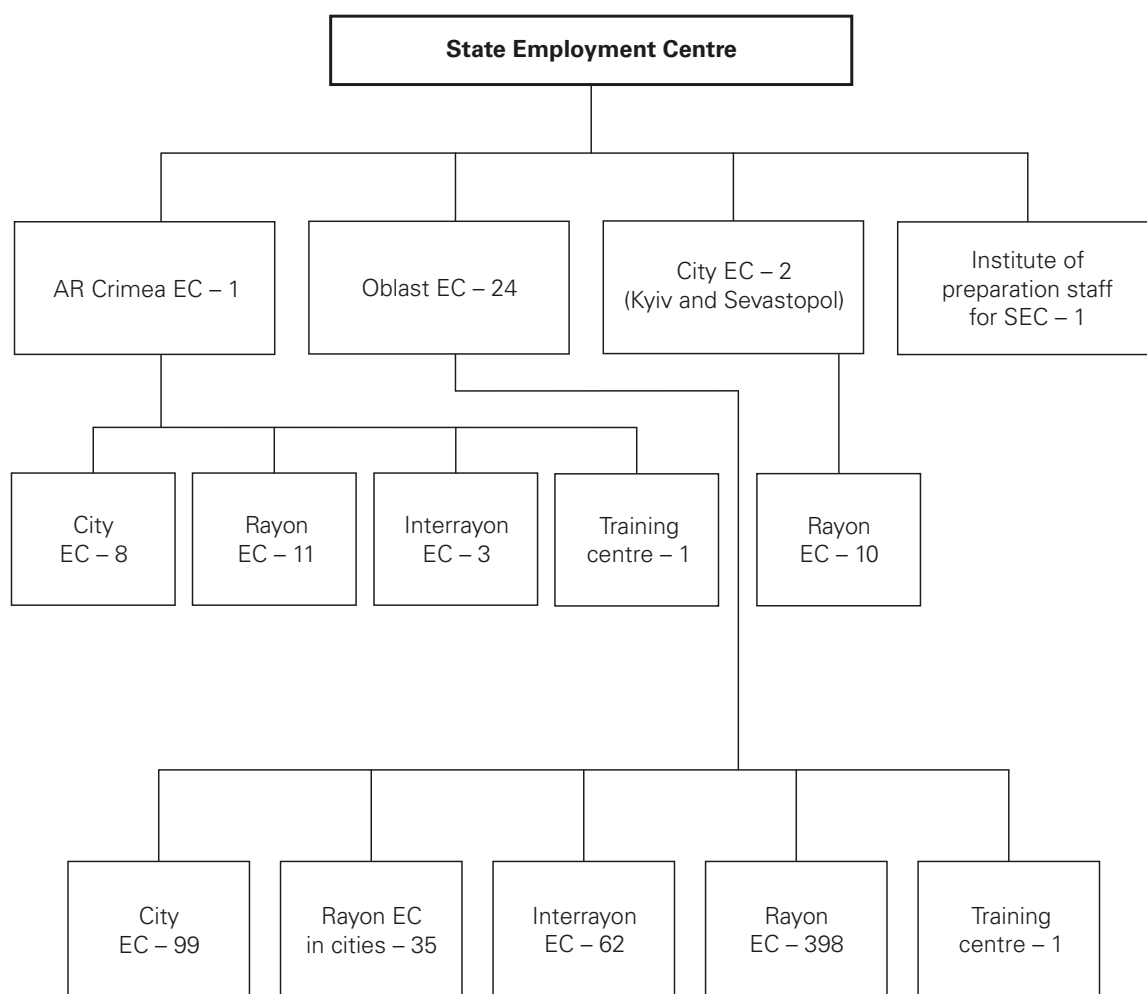 State Employment Centre
AR Crimea EC – 1
Oblast EC – 24
City EC – 2
(Kyiv and Sevastopol)
Institute of
preparation staff
for SEC – 1
City
EC – 8
Rayon
EC – 11
Interrayon
EC – 3
Training
centre – 1
Rayon
EC – 10
City
EC – 99
Rayon EC
in cities – 35
Interrayon
EC – 62
Rayon
EC – 398
Training
centre – 1